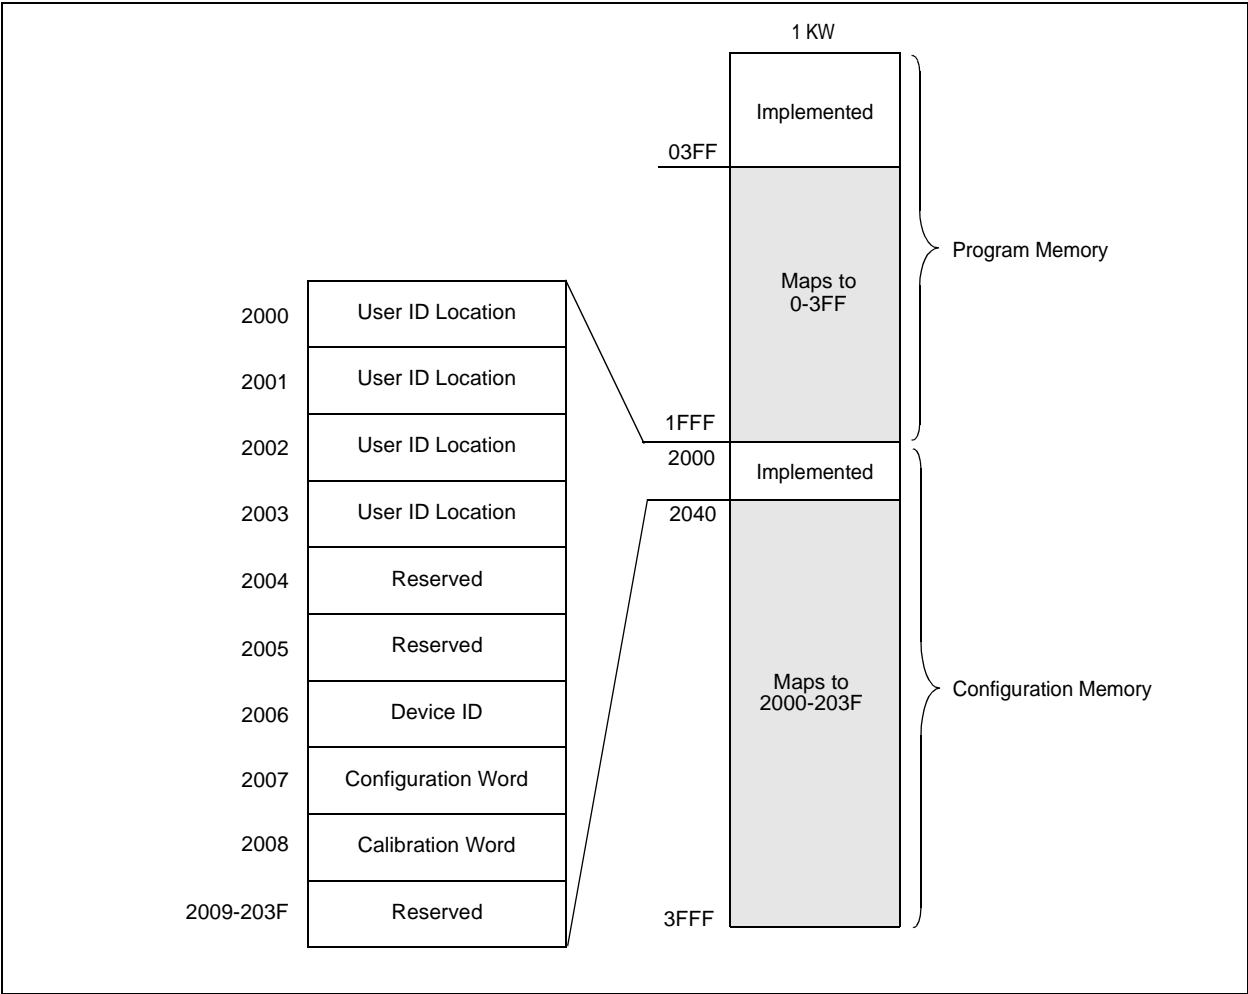 1 KW
Implemented
03FF
Maps to
0-3FF
Program Memory
1FFF
2000
Implemented
2040
Maps to
2000-203F
Configuration Memory
3FFF
2000 User ID Location
2001 User ID Location
2002 User ID Location
2003 User ID Location
2004 Reserved
2005 Reserved
2006 Device ID
2007 Configuration Word
2008 Calibration Word
2009-203F Reserved